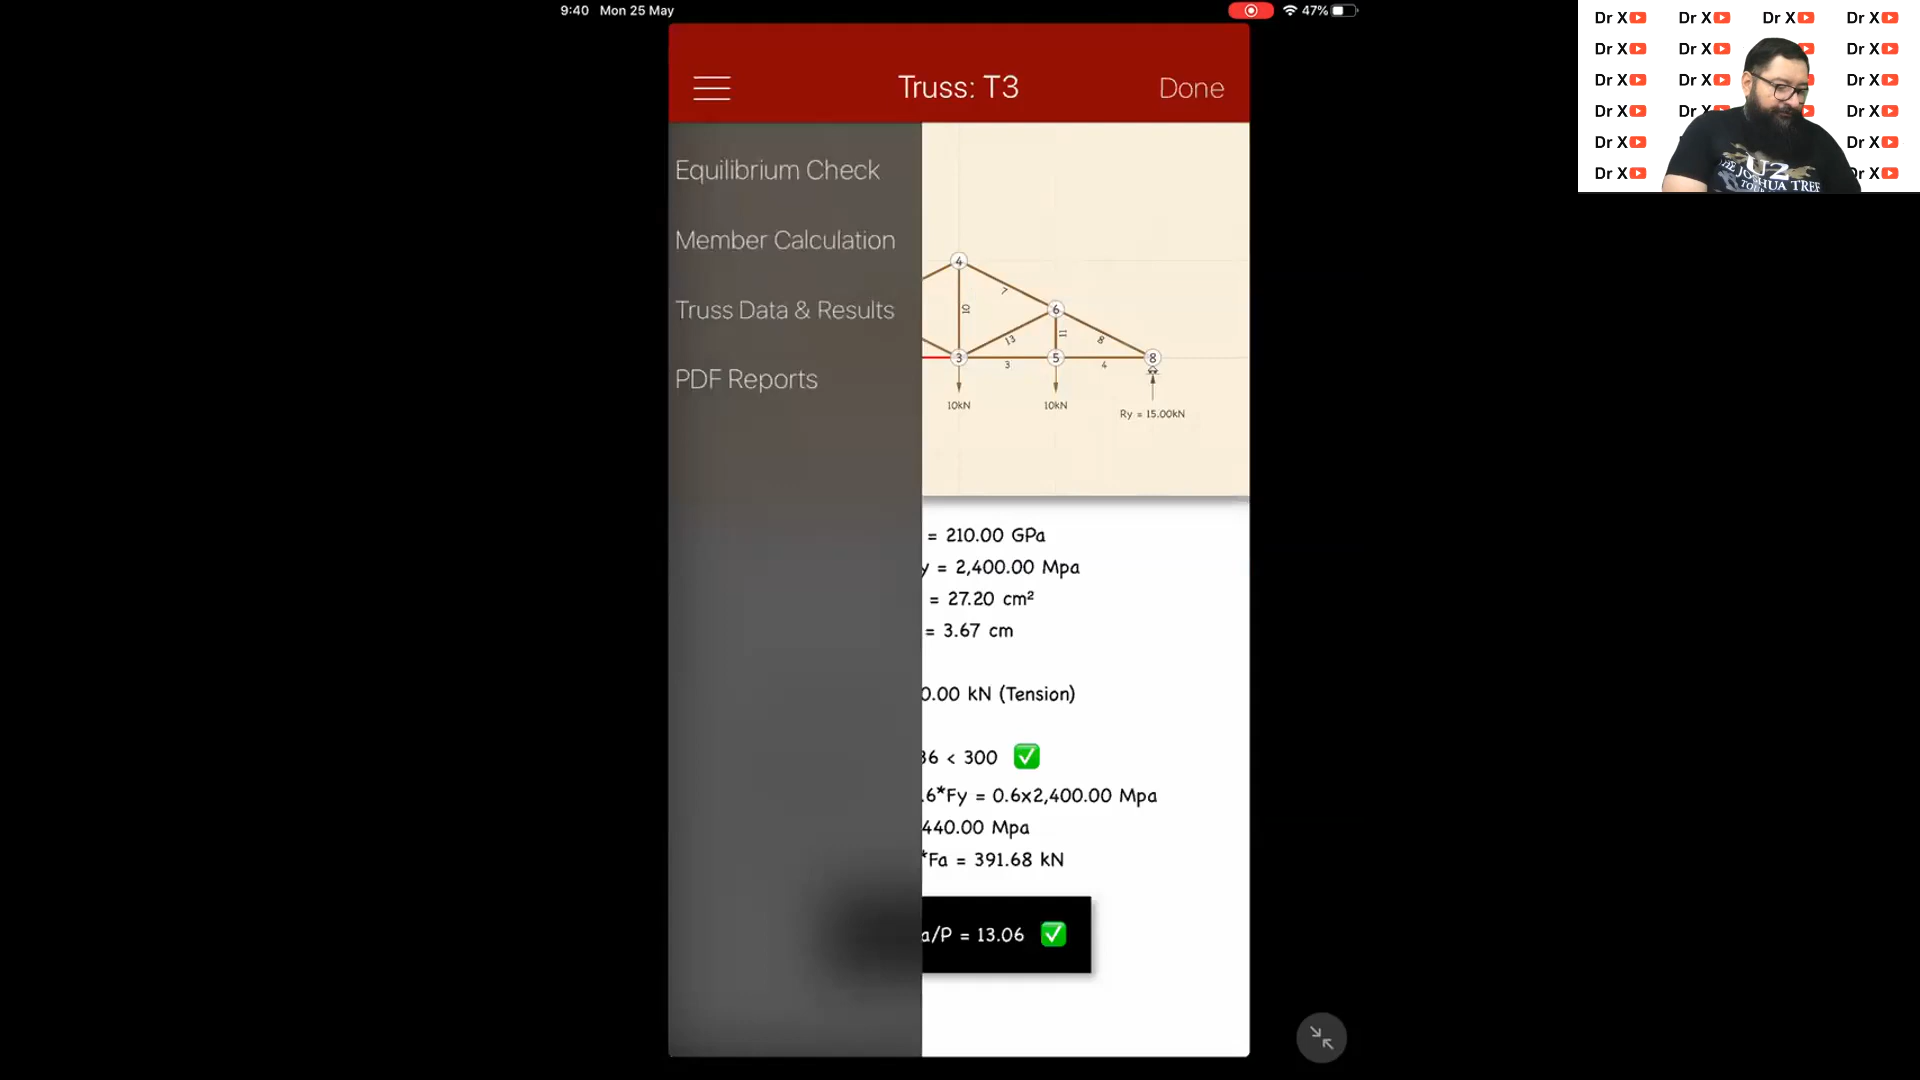 9:40 Mon 25 May
47%
Truss: T3
Done
Equilibrium Check
Member Calculation
Truss Data & Results
PDF Reports
4
7
10
6
13
11
8
3
5
8
3
4
10kN
10kN
Ry = 15.00kN
= 210.00 GPa
y = 2,400.00 Mpa
= 27.20 cm²
= 3.67 cm
0.00 kN (Tension)
36 < 300
.6*Fy = 0.6x2,400.00 Mpa
440.00 Mpa
*Fa = 391.68 kN
a/P = 13.06
Dr X Dr X Dr X Dr X
Dr X Dr X Dr X
Dr X Dr X Dr X
Dr X Dr X Dr X
Dr X Dr X
Dr X
U2
THE JOSHUA TREE
TOUR